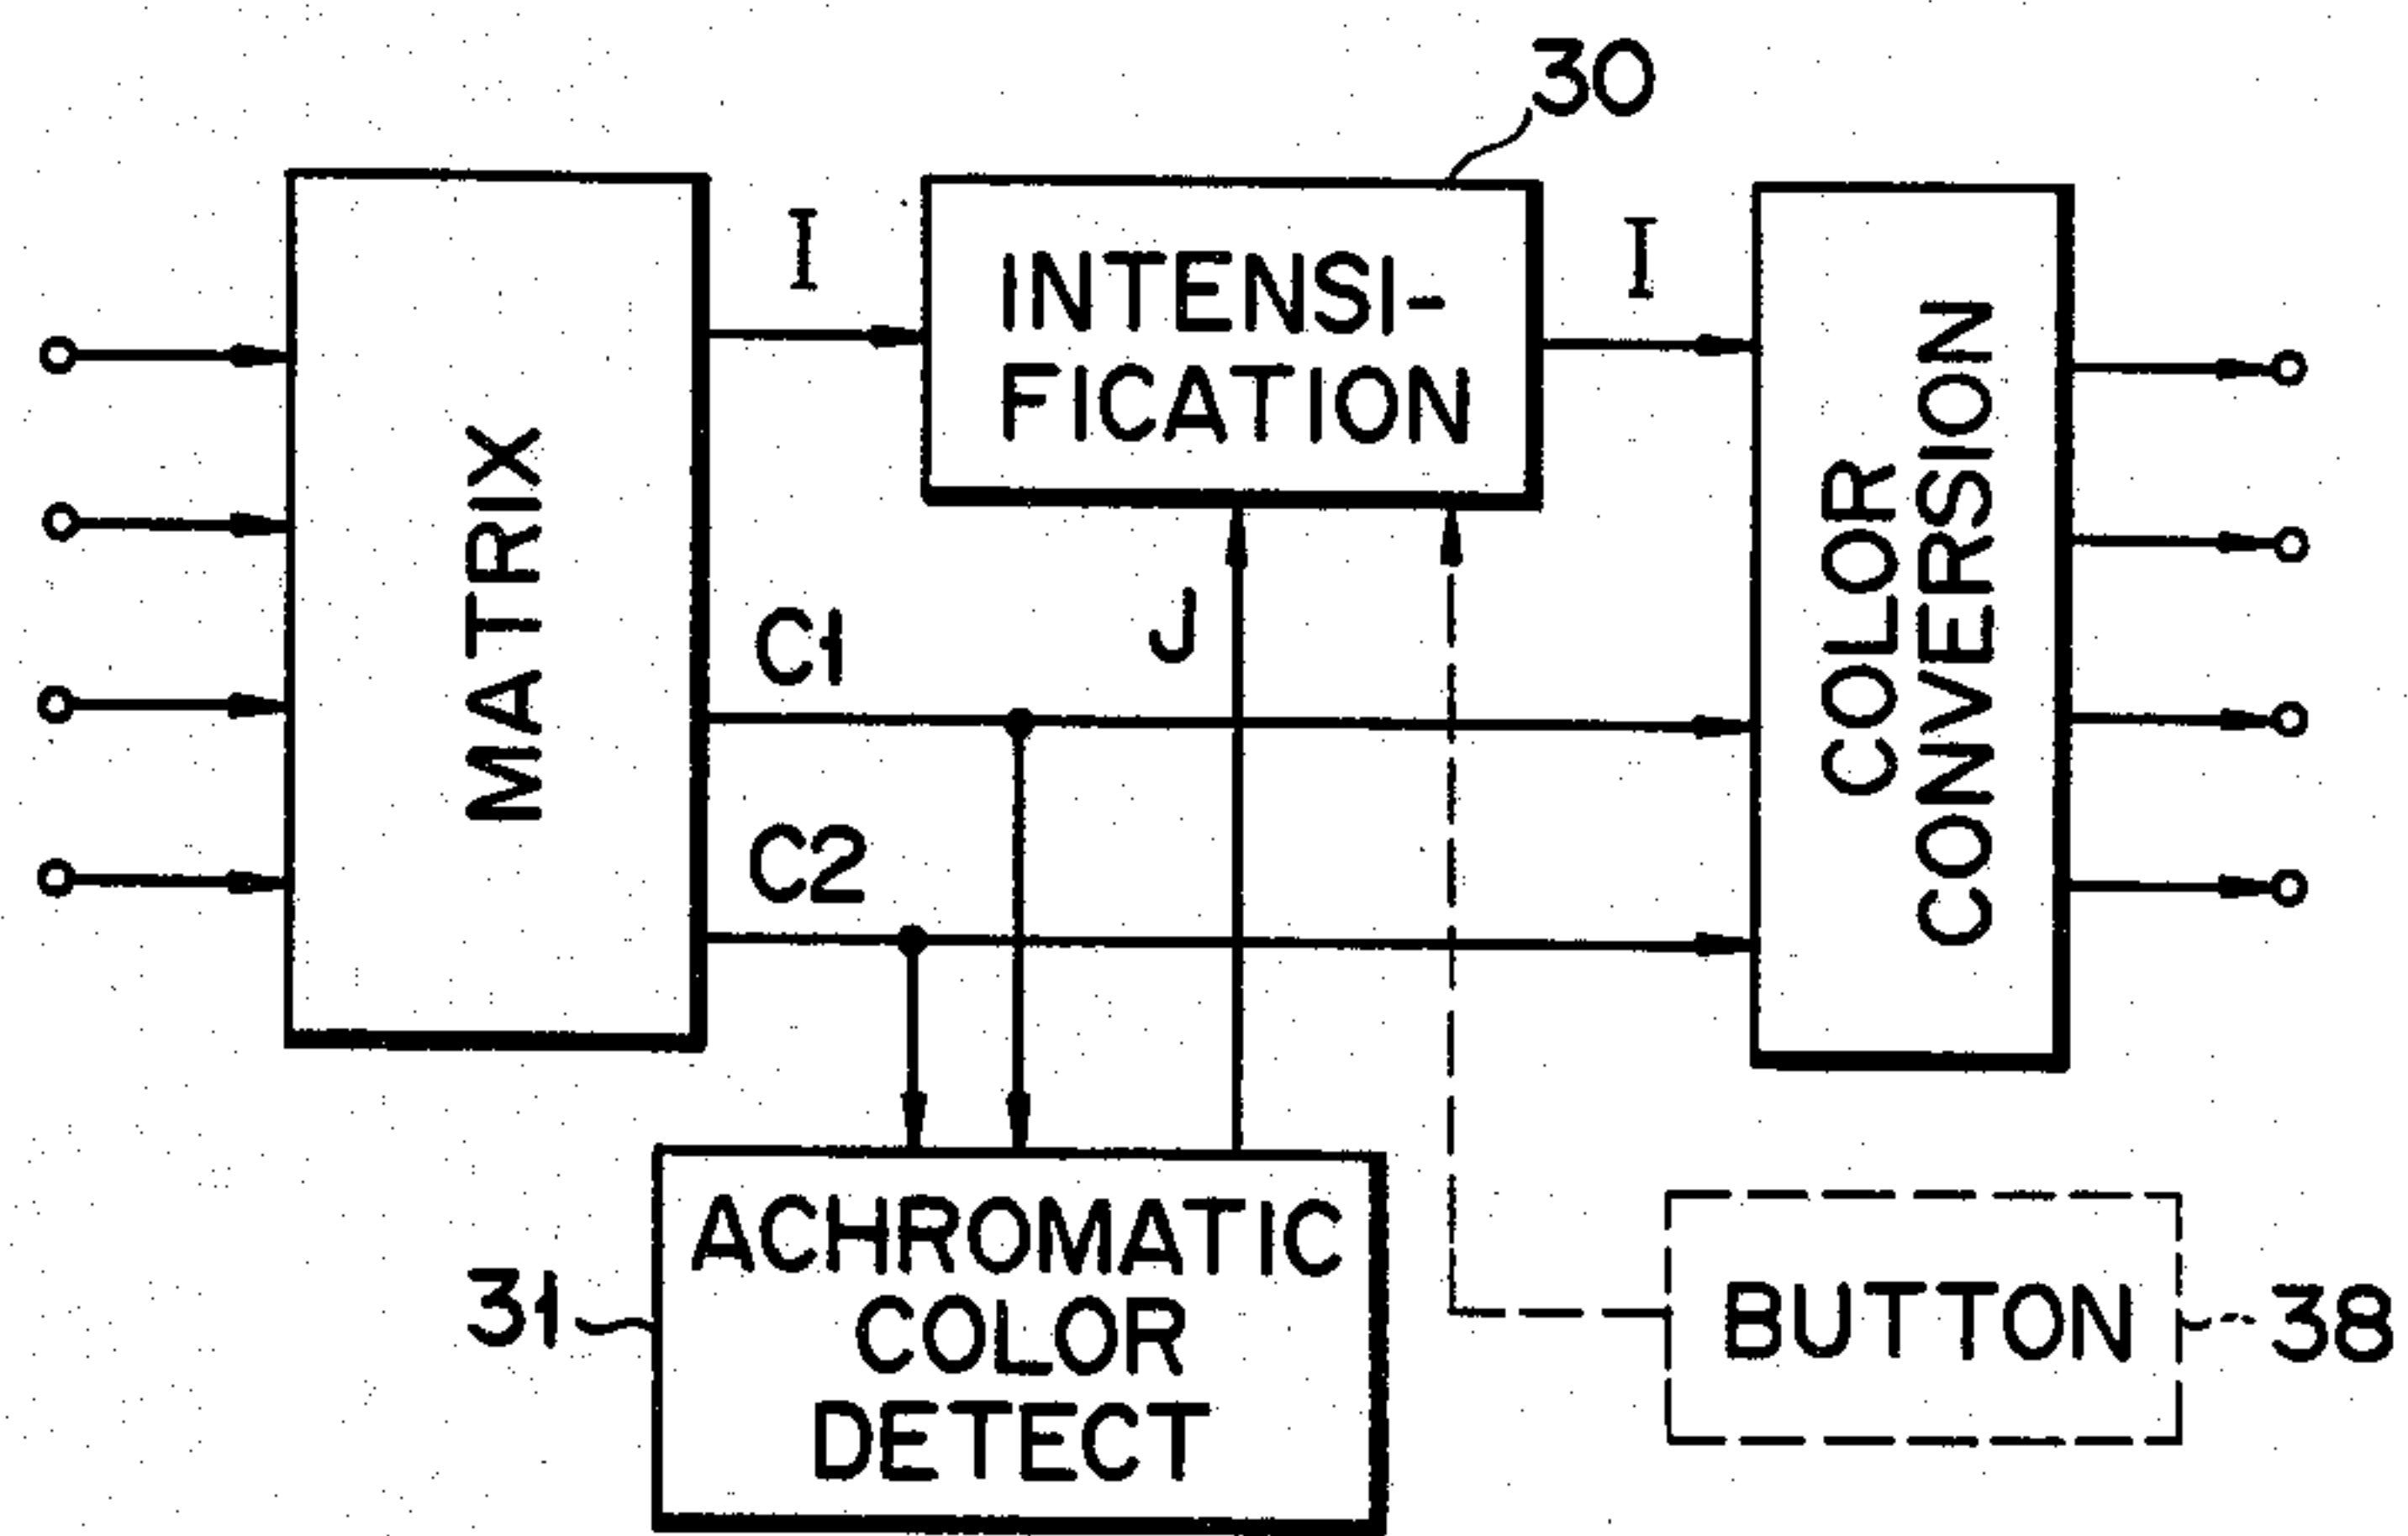 30
I
INTENSI-
FICATION
I
MATRIX
C1
J
C2
COLOR
CONVERSION
ACHROMATIC
COLOR
DETECT
31
BUTTON
38